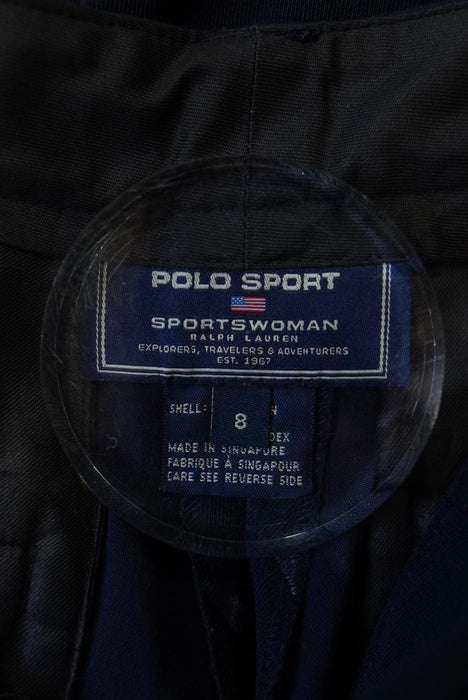 POLO SPORT
SPORTSWOMAN
RALPH LAUREN
EXPLORERS, TRAVELERS & ADVENTURERS
EST. 1967
SHELL:
8
MADE IN SINGAPORE
FABRIQUE À SINGAPOUR
CARE SEE REVERSE SIDE